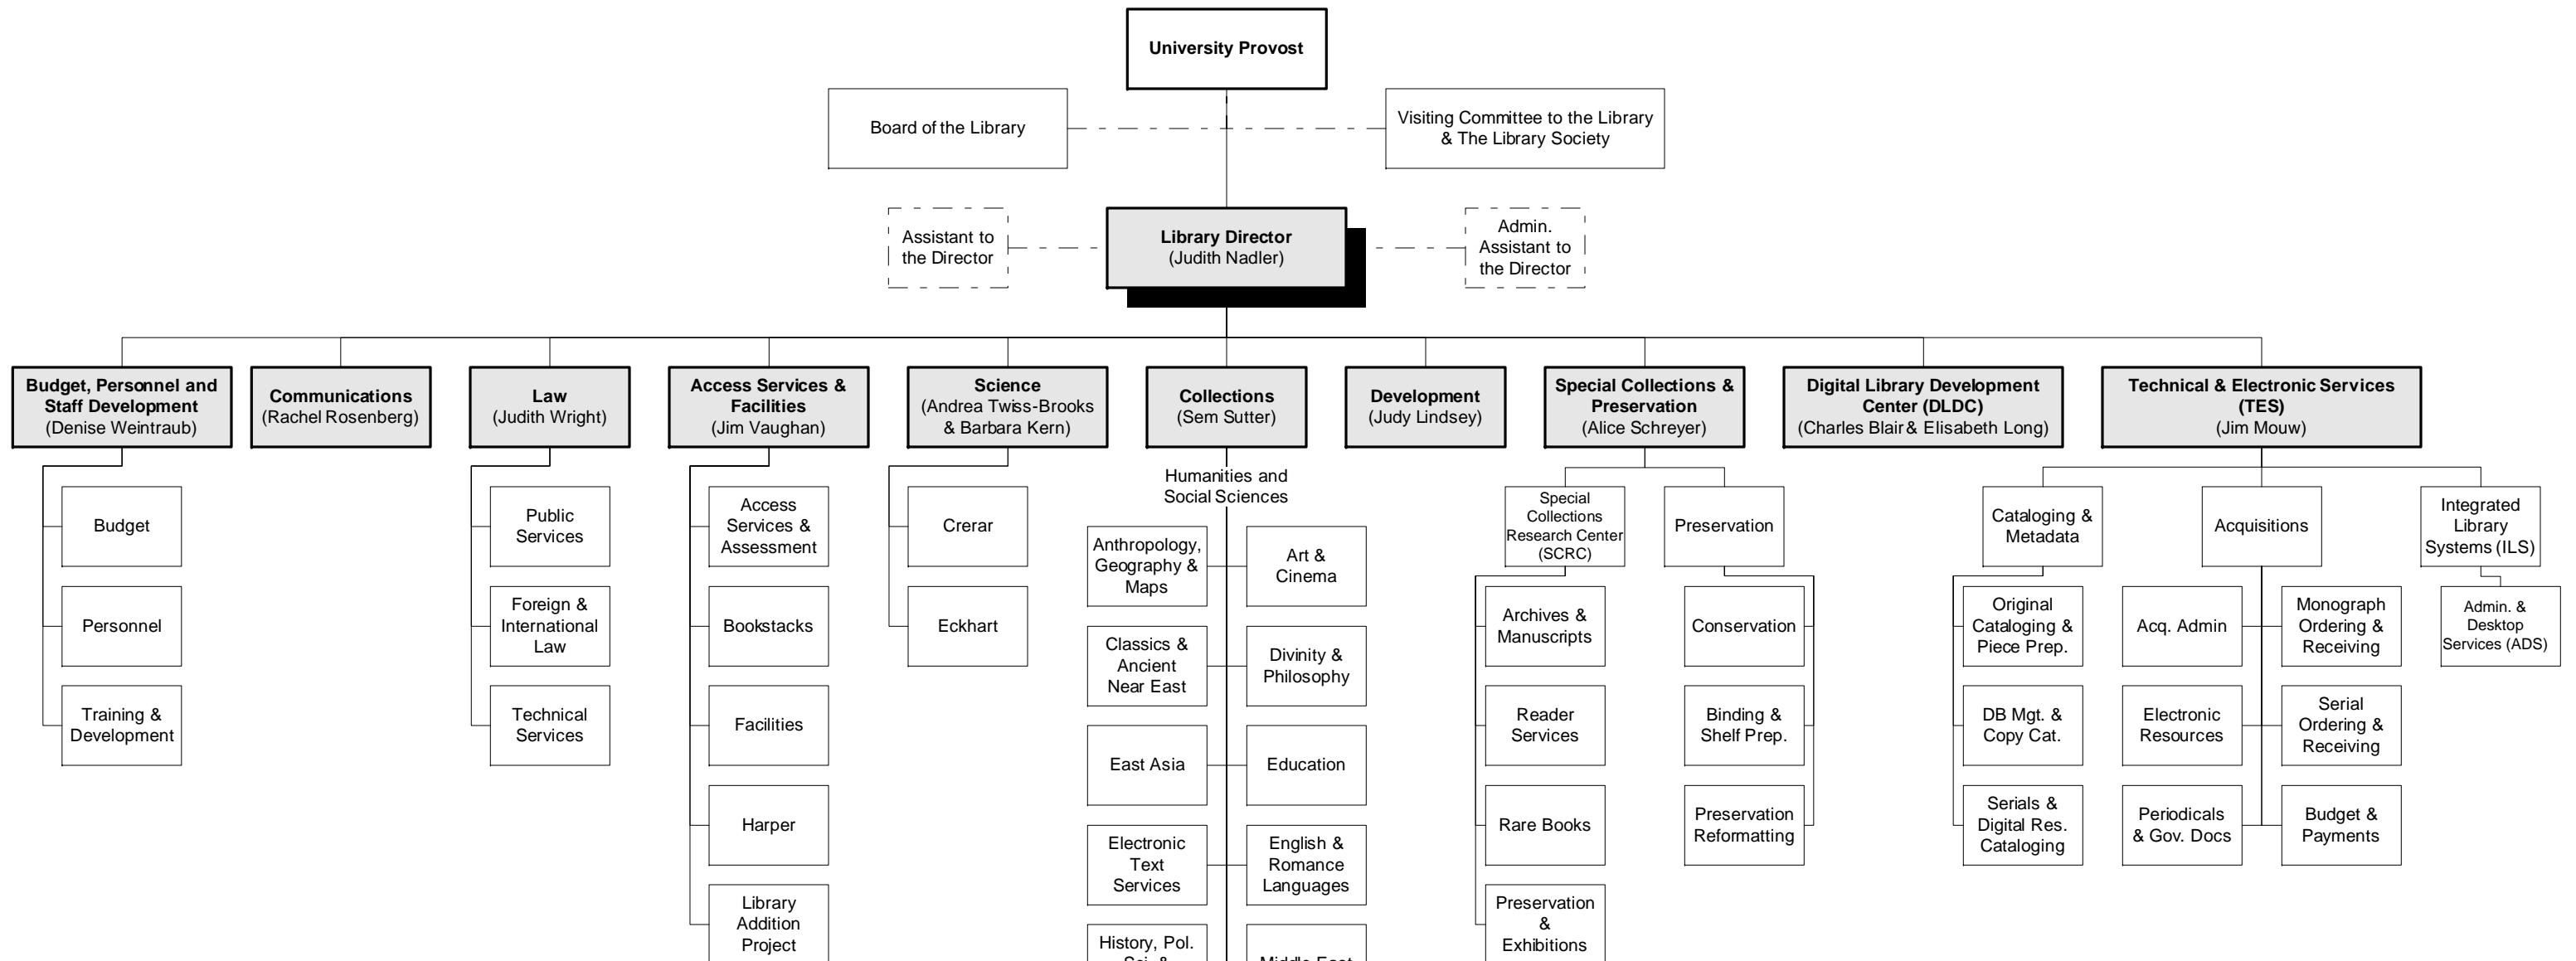 University Provost
Board of the Library
Visiting Committee to the Library
& The Library Society
Assistant to
the Director
Library Director
(Judith Nadler)
Admin.
Assistant to
the Director
Budget, Personnel and
Staff Development
(Denise Weintraub)
Communications
(Rachel Rosenberg)
Law
(Judith Wright)
Access Services &
Facilities
(Jim Vaughan)
Science
(Andrea Twiss-Brooks
& Barbara Kern)
Collections
(Sem Sutter)
Development
(Judy Lindsey)
Special Collections &
Preservation
(Alice Schreyer)
Digital Library Development
Center (DLDC)
(Charles Blair & Elisabeth Long)
Technical & Electronic Services
(TES)
(Jim Mouw)
Budget
Personnel
Training &
Development
Public
Services
Foreign &
International
Law
Technical
Services
Access
Services &
Assessment
Bookstacks
Facilities
Harper
Library
Addition
Project
Crerar
Eckhart
Humanities and
Social Sciences
Anthropology,
Geography &
Maps
Art &
Cinema
Classics &
Ancient
Near East
Divinity &
Philosophy
East Asia
Education
Electronic
Text
Services
English &
Romance
Languages
History, Pol.
Sci. &
Middle East
Special
Collections
Research Center
(SCRC)
Archives &
Manuscripts
Reader
Services
Rare Books
Preservation
&
Exhibitions
Preservation
Conservation
Binding &
Shelf Prep.
Preservation
Reformatting
Cataloging &
Metadata
Original
Cataloging &
Piece Prep.
DB Mgt. &
Copy Cat.
Serials &
Digital Res.
Cataloging
Acquisitions
Acq. Admin
Monograph
Ordering &
Receiving
Electronic
Resources
Serial
Ordering &
Receiving
Periodicals
& Gov. Docs
Budget &
Payments
Integrated
Library
Systems (ILS)
Admin. &
Desktop
Services (ADS)